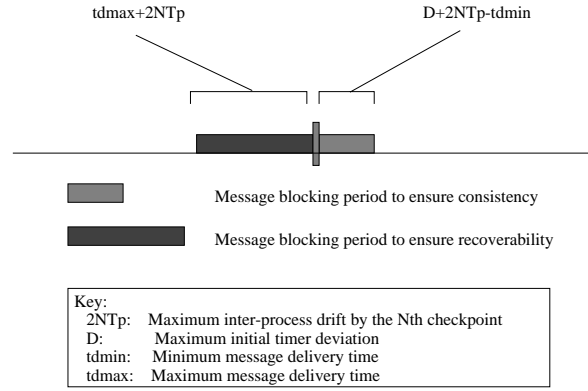 tdmax+2NTp
D+2NTp-tdmin
Message blocking period to ensure consistency
Message blocking period to ensure recoverability
Key:
2NTp: Maximum inter-process drift by the Nth checkpoint
D: Maximum initial timer deviation
tdmin: Minimum message delivery time
tdmax: Maximum message delivery time